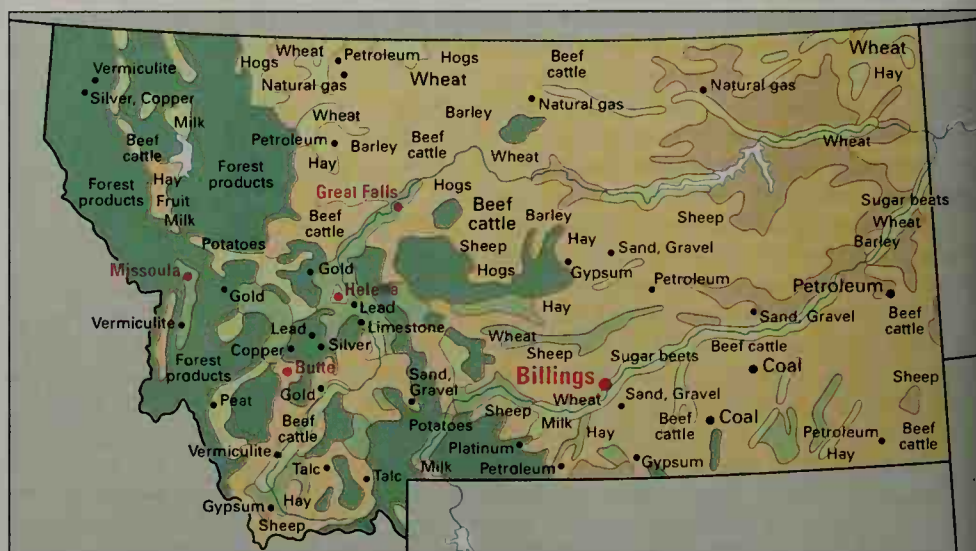 Wheat
Petroleum
Hogs
Hogs
Beef
cattle
Wheat
Hay
Vermiculite
Natural gas
Wheat
Natural gas
Natural gas
Silver, Copper
Milk
Wheat
Barley
Beef
cattle
Petroleum
Hay
Barley
Beef
cattle
Wheat
Wheat
Forest
products
Forest
products
Hay
Fruit
Milk
Great Falls
Hogs
Beef
cattle
Beef
cattle
Barley
Sheep
Sugar beets
Wheat
Barley
Potatoes
Sheep
Hay
Sand, Gravel
Missoula
Gold
Gold
Helena
Hogs
Gypsum
Petroleum
Petroleum
Lead
Hay
Sand, Gravel
Beef
cattle
Vermiculite
Lead
Limestone
Wheat
Copper
Silver
Sheep
Sugar beets
Beef cattle
Coal
Forest
products
Butte
Billings
Sheep
Gold
Sand,
Gravel
Wheat
Sand, Gravel
Peat
Beef
cattle
Potatoes
Sheep
Milk
Hay
Beef
cattle
Coal
Petroleum
Hay
Beef
cattle
Vermiculite
Platinum
Talc
Talc
Milk
Petroleum
Gypsum
Gypsum
Hay
Sheep